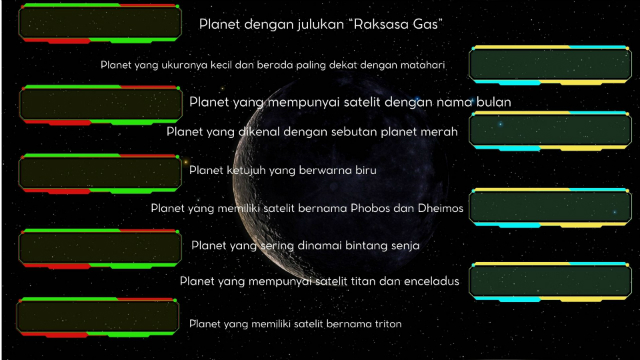 Planet dengan julukan "Raksasa Gas"
Planet yang ukuranya kecil dan berada paling dekat dengan matahari
Planet yang mempunyai satelit dengan nama bulan
Planet yang dikenal dengan sebutan planet merah
Planet ketujuh yang berwarna biru
Planet yang memiliki satelit bernama Phobos dan Dheimos
Planet yang sering dinamai bintang senja
Planet yang mempunyai satelit titan dan enceladus
Planet yang memiliki satelit bernama triton